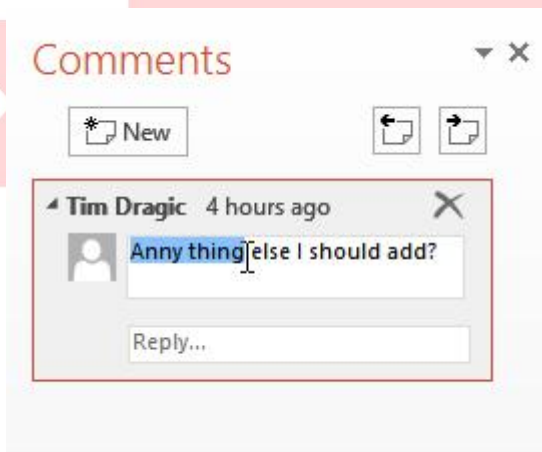 Comments
New
Tim Dragic 4 hours ago
Anny thing else I should add?
Reply...